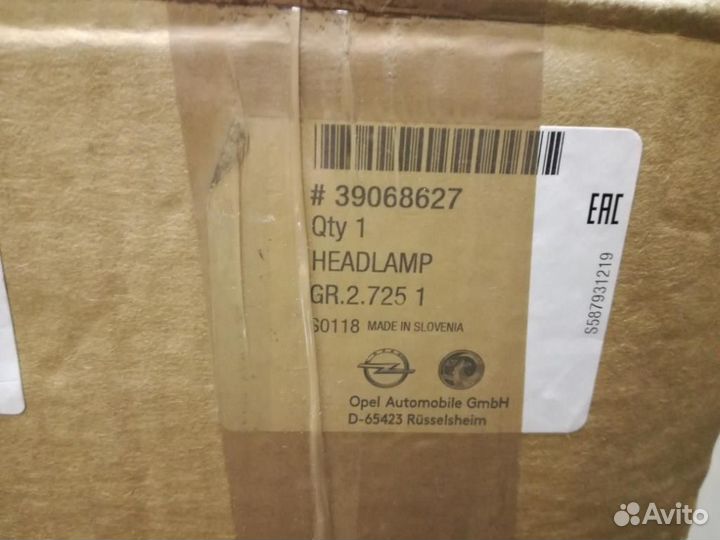 # 39068627
Qty 1
HEADLAMP
GR.2.725 1
S0118 MADE IN SLOVENIA
Opel Automobile GmbH
D-65423 Rüsselsheim
EAC
S587931219
Avito